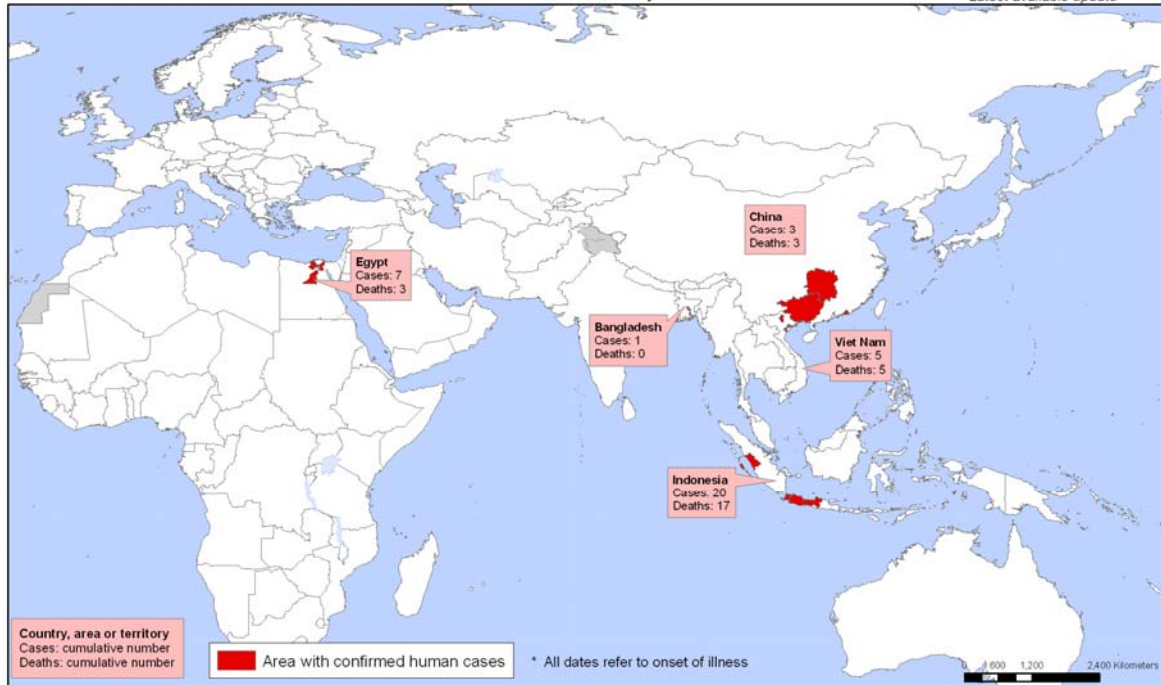 China
Cases: 3
Deaths: 3
Egypt
Cases: 7
Deaths: 3
Bangladesh
Cases: 1
Deaths: 0
Viet Nam
Cases: 5
Deaths: 5
Indonesia
Cases: 20
Deaths: 17
Country, area or territory
Cases: cumulative number
Deaths: cumulative number
Area with confirmed human cases
* All dates refer to onset of illness
0 600 1,200 2,400 Kilometers